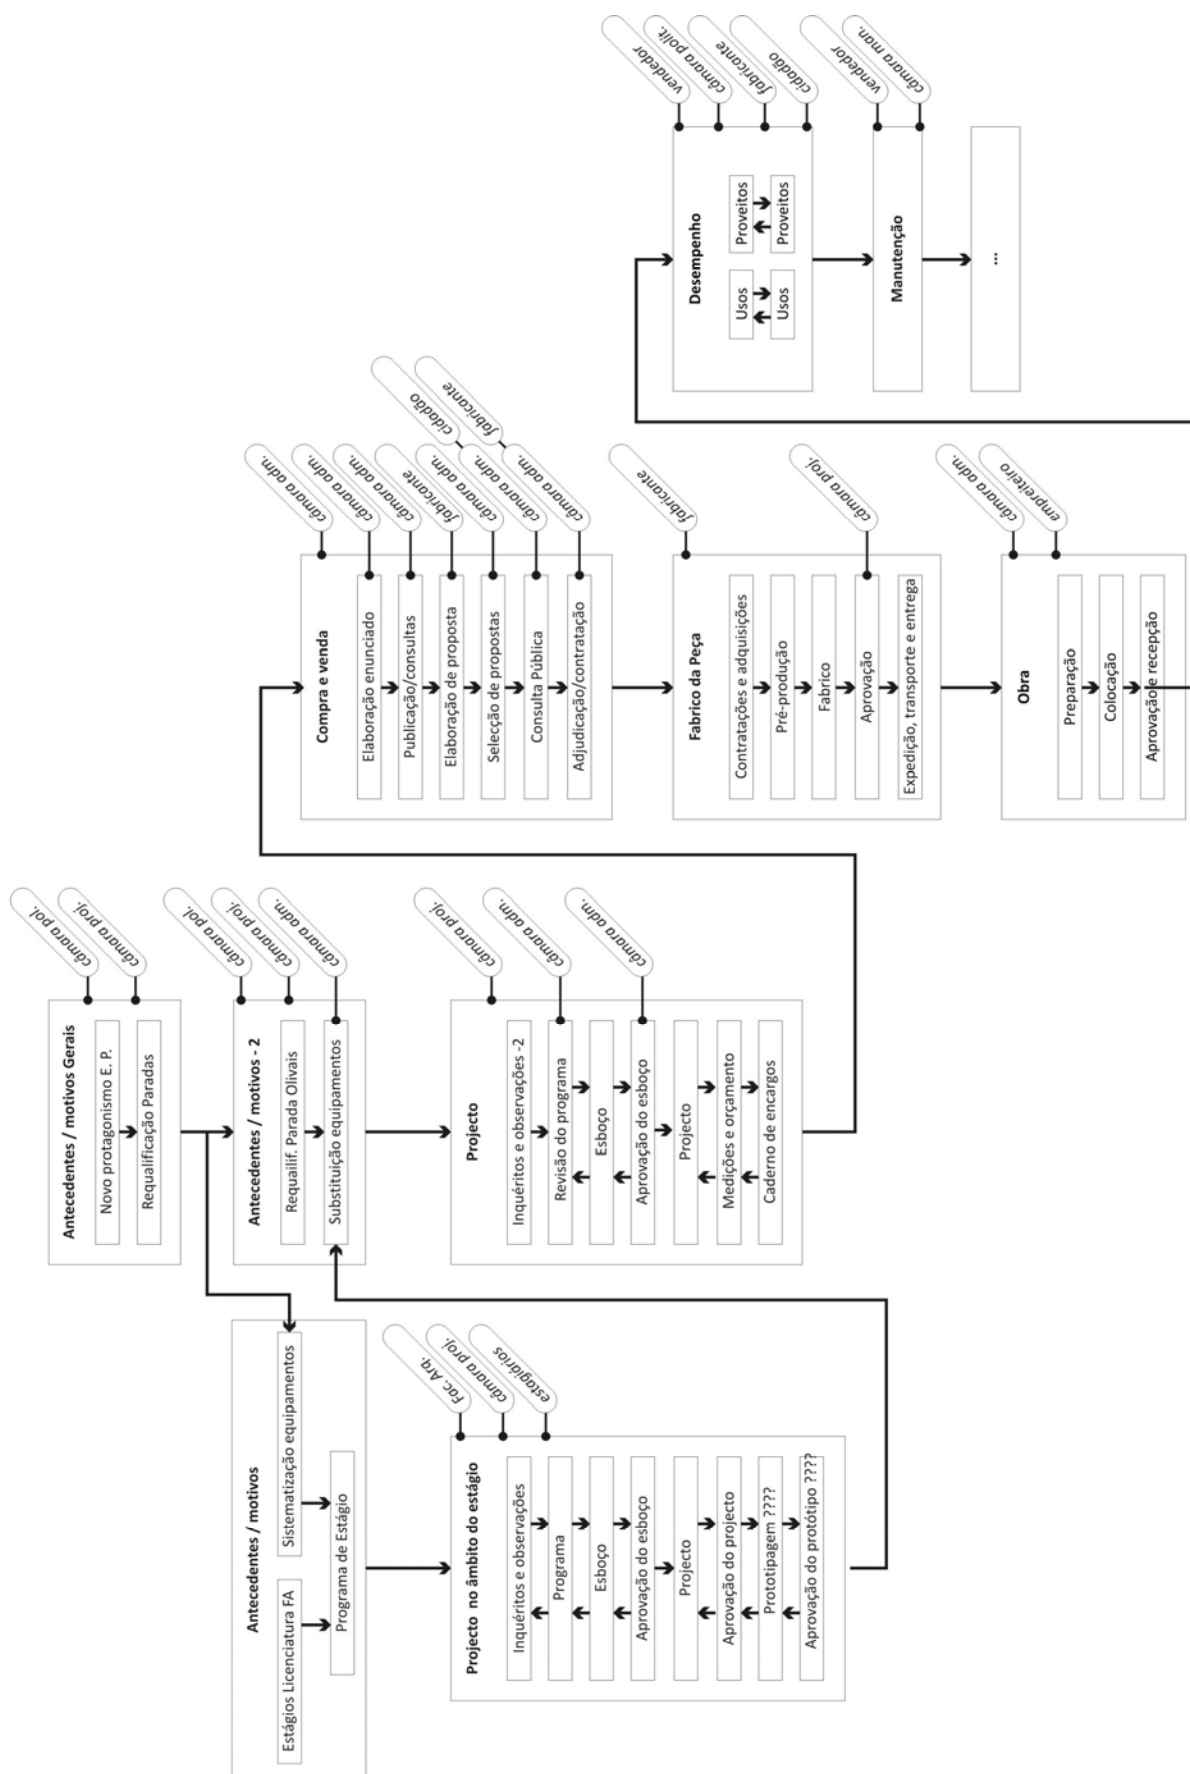 Antecedentes / motivos
Estágios Licenciatura FA
Sistematização equipamentos
Programa de Estágio
Projecto no âmbito do estágio
Fac. Arq.
câmara proj.
estagiários
Inquéritos e observações
Programa
Esboço
Aprovação do esboço
Projecto
Aprovação do projecto
Prototipagem ????
Aprovação do protótipo ????
Antecedentes / motivos Gerais
câmara pol.
câmara proj.
Novo protagonismo E. P.
Requalificação Paradas
Antecedentes / motivos - 2
câmara pol.
câmara proj.
câmara adm.
Requailif. Parada Olivais
Substituição equipamentos
Projecto
câmara proj.
câmara adm.
câmara adm.
Inquéritos e observações -2
Revisão do programa
Esboço
Aprovação do esboço
Projecto
Medições e orçamento
Caderno de encargos
Compra e venda
câmara adm.
câmara adm.
câmara adm.
fabricante
câmara adm.
câmara adm.
cidadão
câmara adm.
fabricante
Elaboração enunciado
Publicação/consultas
Elaboração de proposta
Selecção de propostas
Consulta Pública
Adjudicação/contratação
Fabrico da Peça
fabricante
câmara proj.
Contratações e adquisições
Pré-produção
Fabrico
Aprovação
Expedição, transporte e entrega
Obra
câmara adm.
empreiteiro
Preparação
Colocação
Aprovação e recepção
Desempenho
vendedor
câmara polit.
fabricante
cidadão
Usos
Proveitos
Usos
Proveitos
Manutenção
vendedor
câmara man.
...